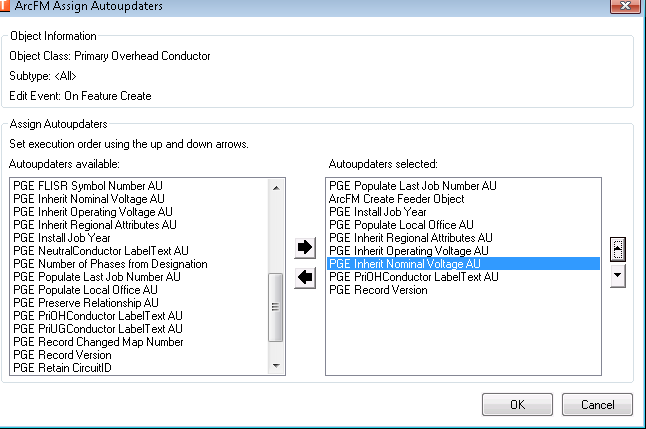 ArcFM Assign Autoupdaters
Object Information
Object Class: Primary Overhead Conductor
Subtype: <All>
Edit Event: On Feature Create
Assign Autoupdaters
Set execution order using the up and down arrows.
Autoupdaters available:
PGE FLISR Symbol Number AU
PGE Inherit Nominal Voltage AU
PGE Inherit Operating Voltage AU
PGE Inherit Regional Attributes AU
PGE Install Job Year
PGE NeutralConductor LabelText AU
PGE Number of Phases from Designation
PGE Populate Last Job Number AU
PGE Populate Local Office AU
PGE Preserve Relationship AU
PGE PriOHConductor LabelText AU
PGE PriUGConductor LabelText AU
PGE Record Changed Map Number
PGE Record Version
PGE Retain CircuitID
Autoupdaters selected:
PGE Populate Last Job Number AU
ArcFM Create Feeder Object
PGE Install Job Year
PGE Populate Local Office AU
PGE Inherit Regional Attributes AU
PGE Inherit Operating Voltage AU
PGE Inherit Nominal Voltage AU
PGE PriOHConductor LabelText AU
PGE Record Version
OK
Cancel